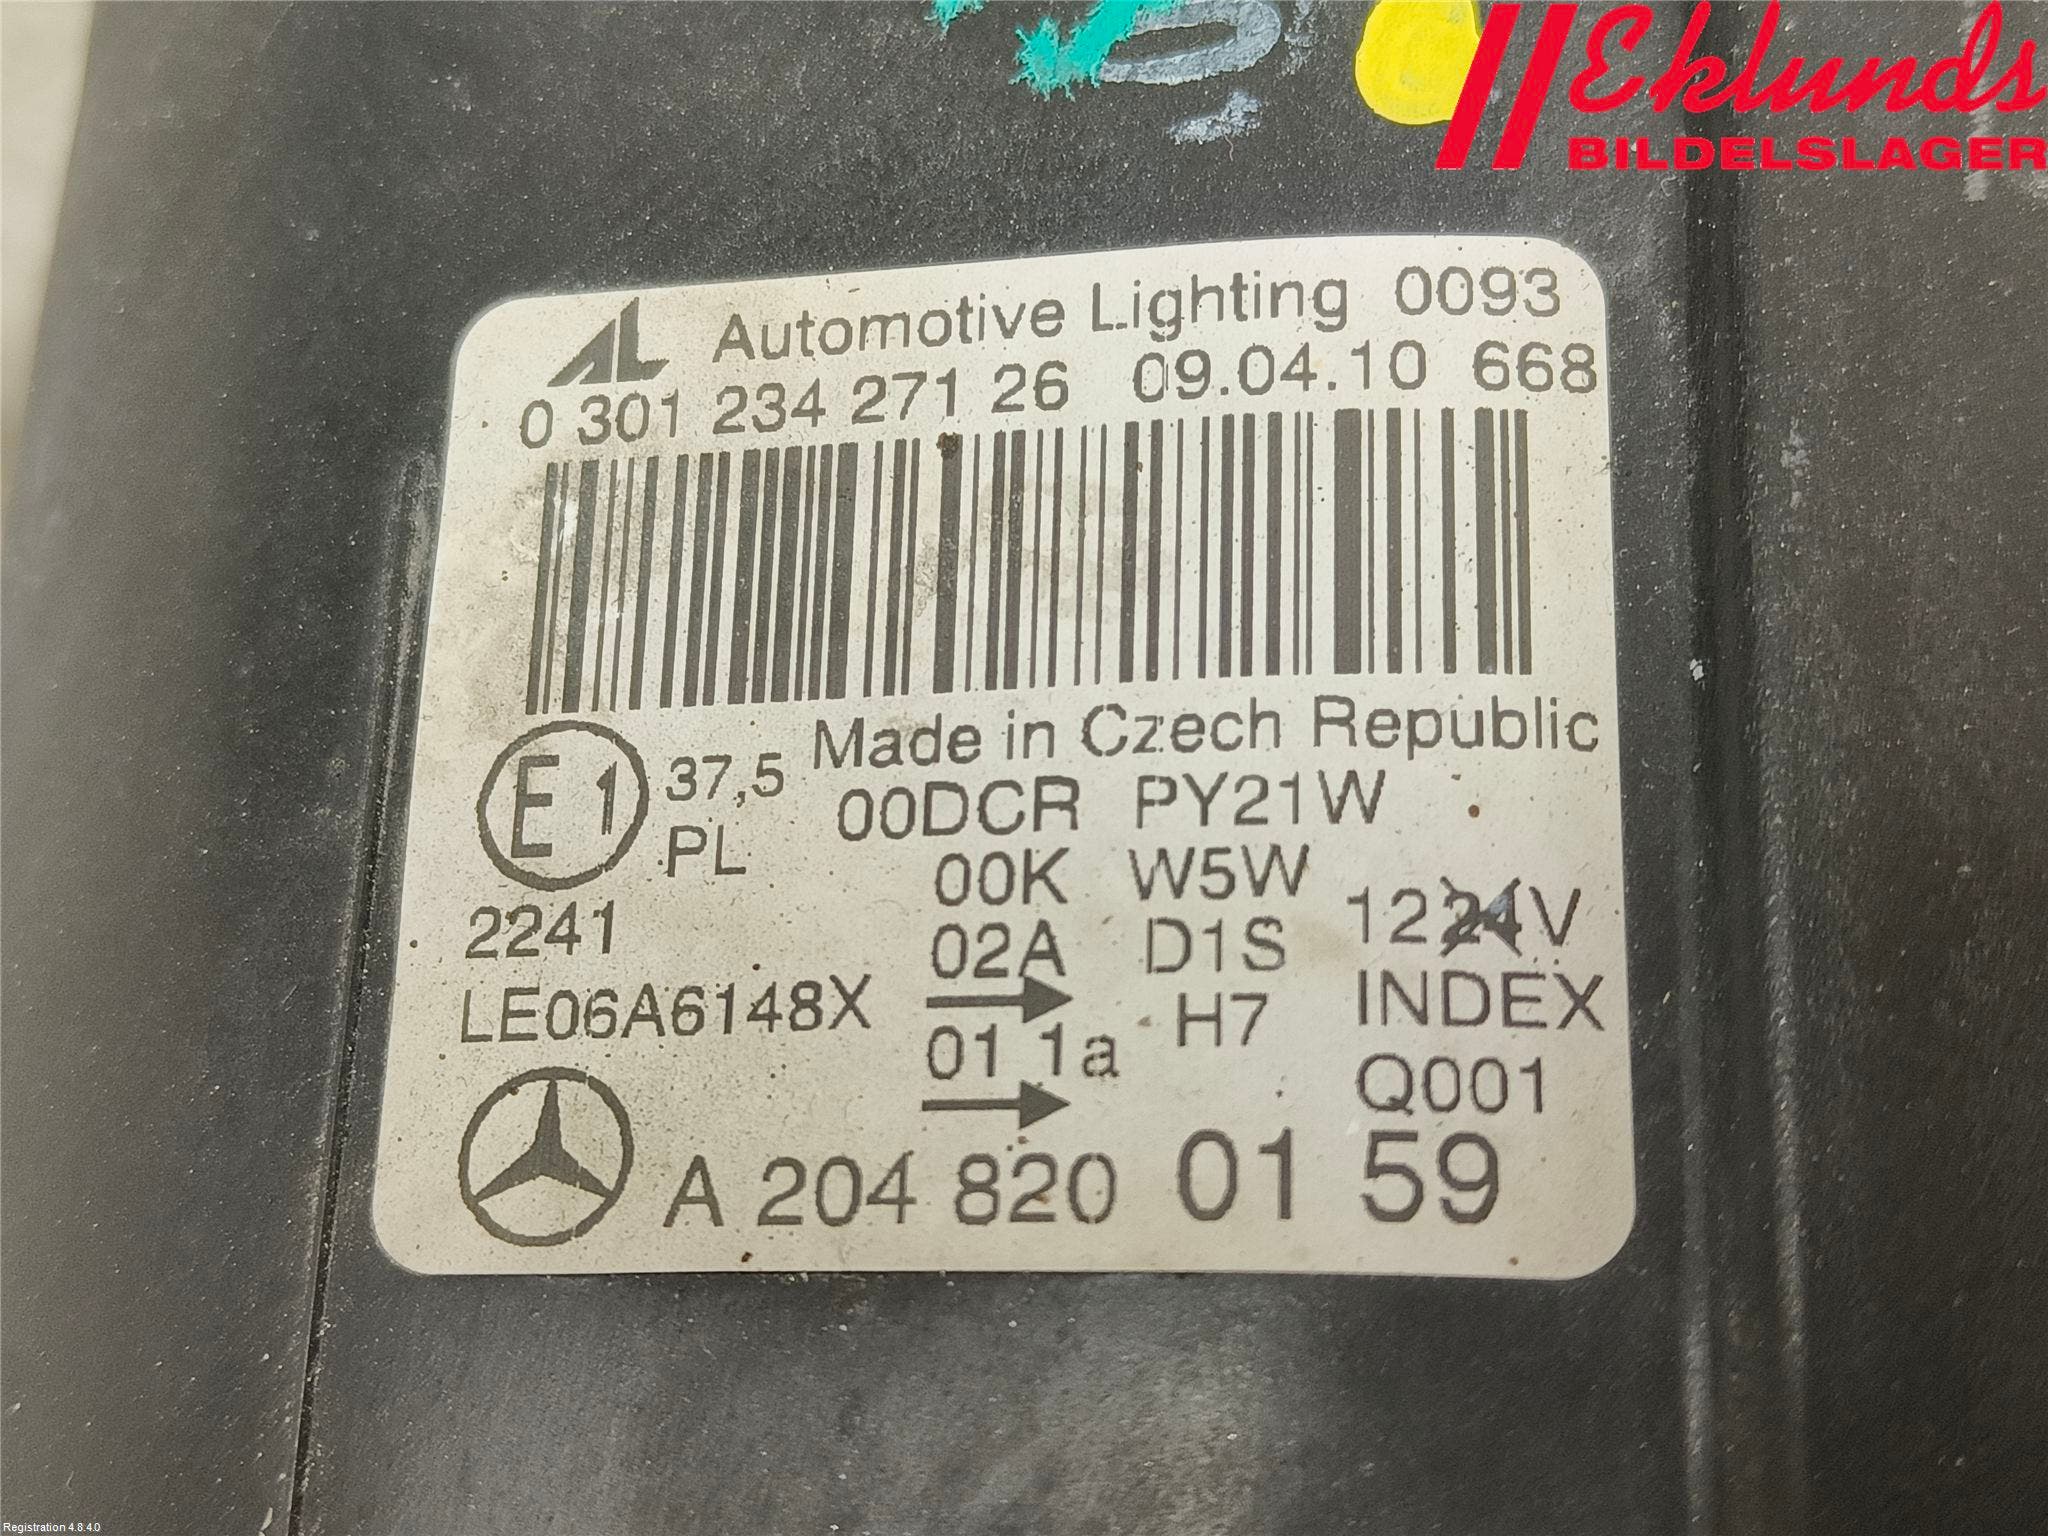 Eklunds
BILDELSLAGER
AL Automotive Lighting 0093
0 301 234 271 26 09.04.10 668
Made in Czech Republic
E1 37,5 00DCR PY21W
PL 00K W5W
2241 02A D1S 1224V
LE06A6148X H7 INDEX
01 1a Q001
A 204 820 01 59
Registration 4.8.4.0